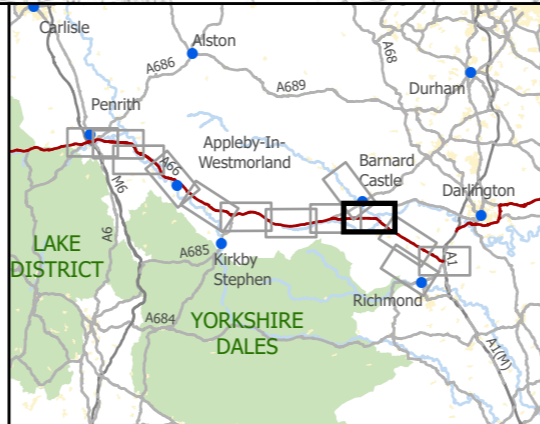 Carlisle
Alston
A686
A68
A689
Durham
Penrith
Appleby-In-
Westmorland
Barnard
Castle
A66
Darlington
M6
A6
LAKE
DISTRICT
A685
Kirkby
Stephen
A1
Richmond
YORKSHIRE
DALES
A684
A1(M)